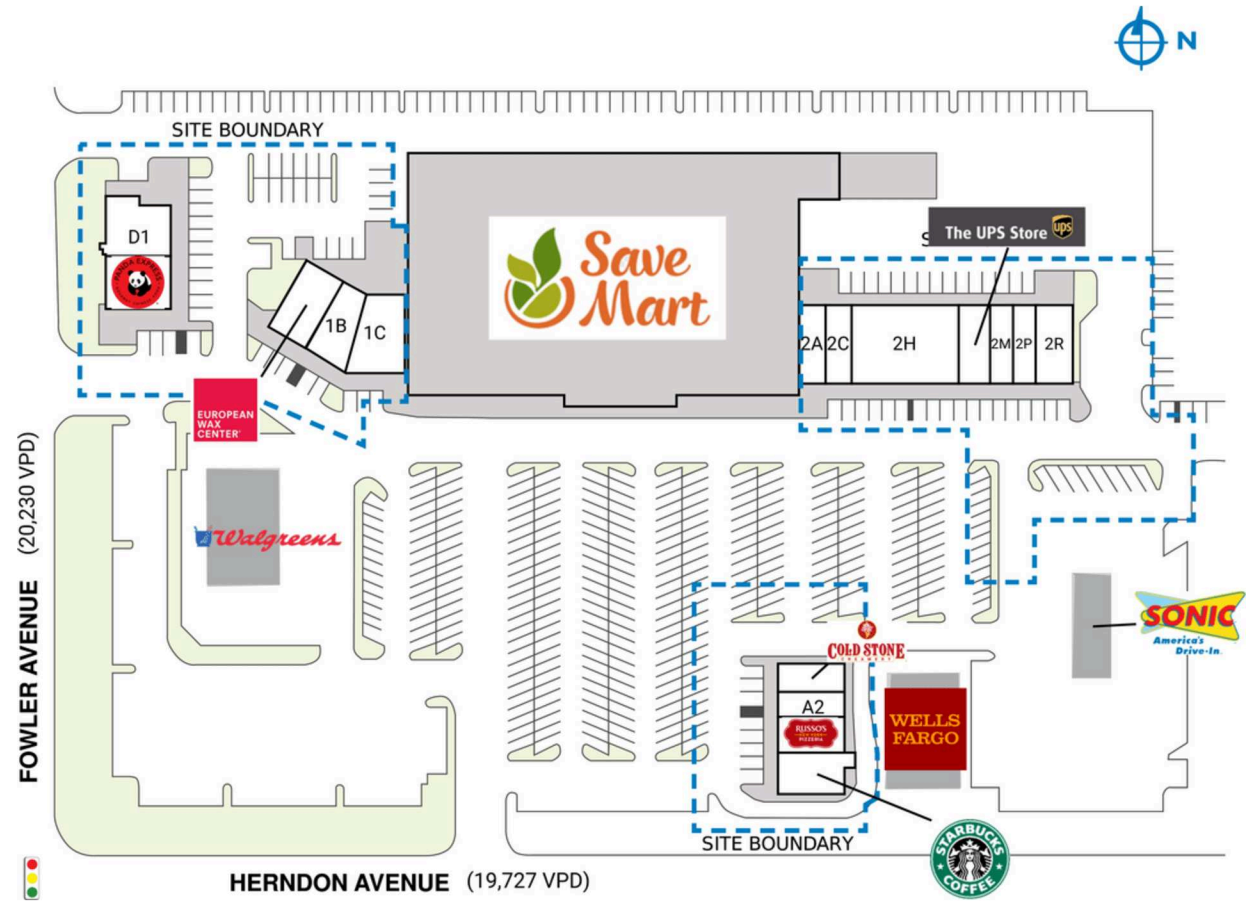 N
SITE BOUNDARY
The UPS Store ups
S
Save
Mart
D1
PANDA EXPRESS
1B
1C
2A
2C
2H
2M
2P
2R
EUROPEAN
WAX
CENTER
Walgreens
FOWLER AVENUE (20,230 VPD)
SONIC
America's
Drive-In
COLD STONE
CREAMERY
A2
RUSSO'S
PIZZERIA
WELLS
FARGO
STARBUCKS
COFFEE
SITE BOUNDARY
HERNDON AVENUE (19,727 VPD)